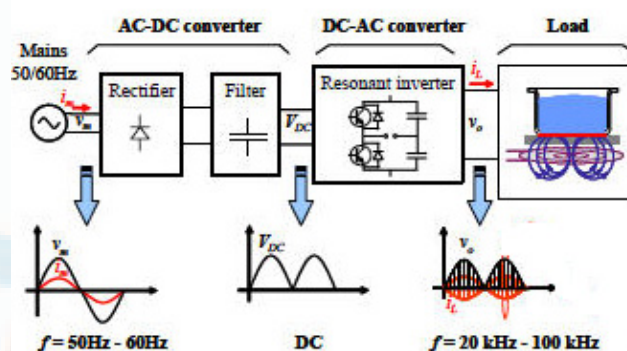 AC-DC converter DC-AC converter Load
Mains
50/60Hz
Rectifier Filter Resonant inverter
i_m i_L
v_m V_DC v_o
v_m V_DC v_o
i_m i_L
f = 50Hz - 60Hz DC f = 20 kHz - 100 kHz